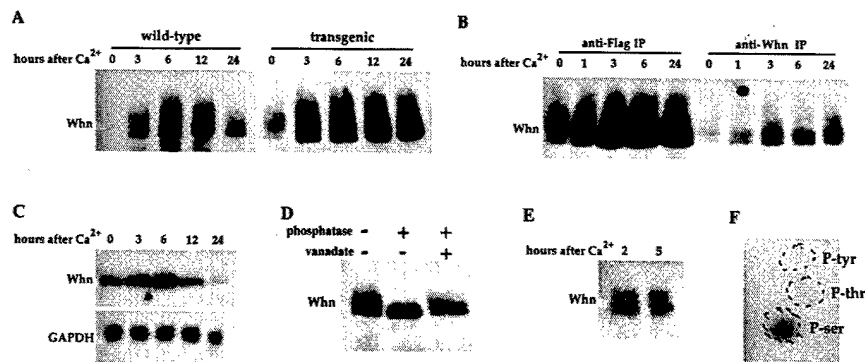 A
wild-type transgenic
hours after Ca2+ 0 3 6 12 24 0 3 6 12 24
Whn
B
anti-Flag IP anti-Whn IP
hours after Ca2+ 0 1 3 6 24 0 1 3 6 24
Whn
C
hours after Ca2+ 0 3 6 12 24
Whn
GAPDH
D
phosphatase - + +
vanadate - - +
Whn
E
hours after Ca2+ 2 5
Whn
F
P-tyr
P-thr
P-ser